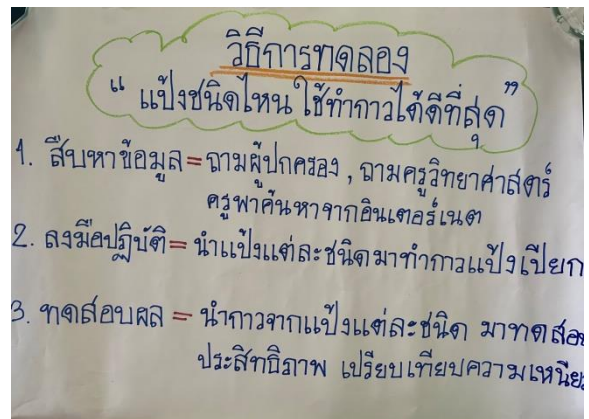 วิธีการทดลอง
“ แป้งชนิดไหน ใช้ทำกาวได้ดีที่สุด ”
1. สืบหาข้อมูล = ถามผู้ปกครอง , ถามครูวิทยาศาสตร์
ครูพาค้นหาจากอินเตอร์เนต
2. ลงมือปฏิบัติ = นำแป้งแต่ละชนิดมาทำกาวแป้งเปียก
3. ทดสอบผล = นำกาวจากแป้งแต่ละชนิด มาทดสอ
ประสิทธิภาพ เปรียบเทียบความเหนีย